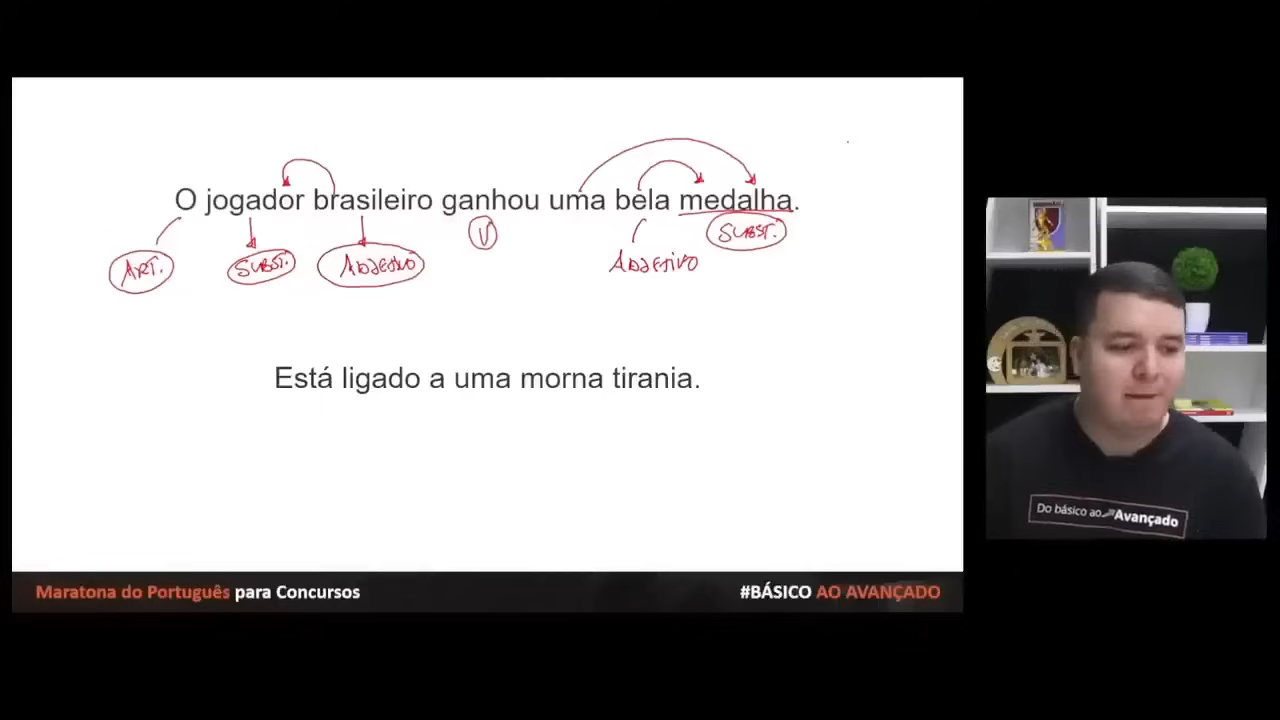 O jogador brasileiro ganhou uma bela medalha.
ART. SUBST. ADJETIVO V ADJETIVO SUBST.
Está ligado a uma morna tirania.
Maratona do Português para Concursos #BÁSICO AO AVANÇADO
Do básico ao Avançado